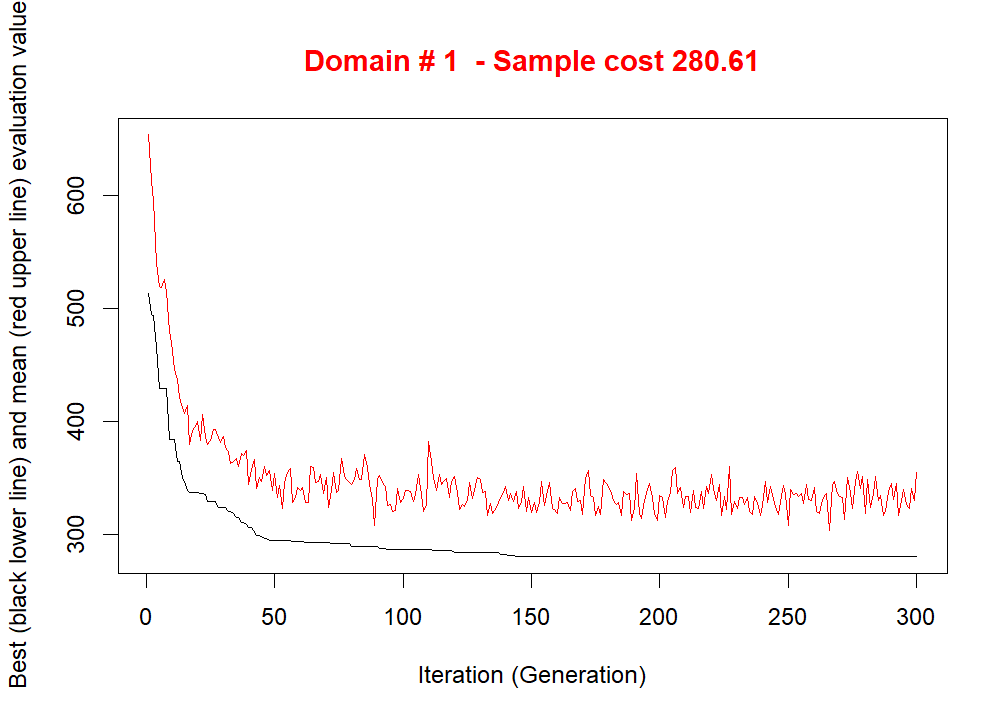 Domain # 1  - Sample cost 280.61
Best (black lower line) and mean (red upper line) evaluation value
600
500
400
300
0 50 100 150 200 250 300
Iteration (Generation)